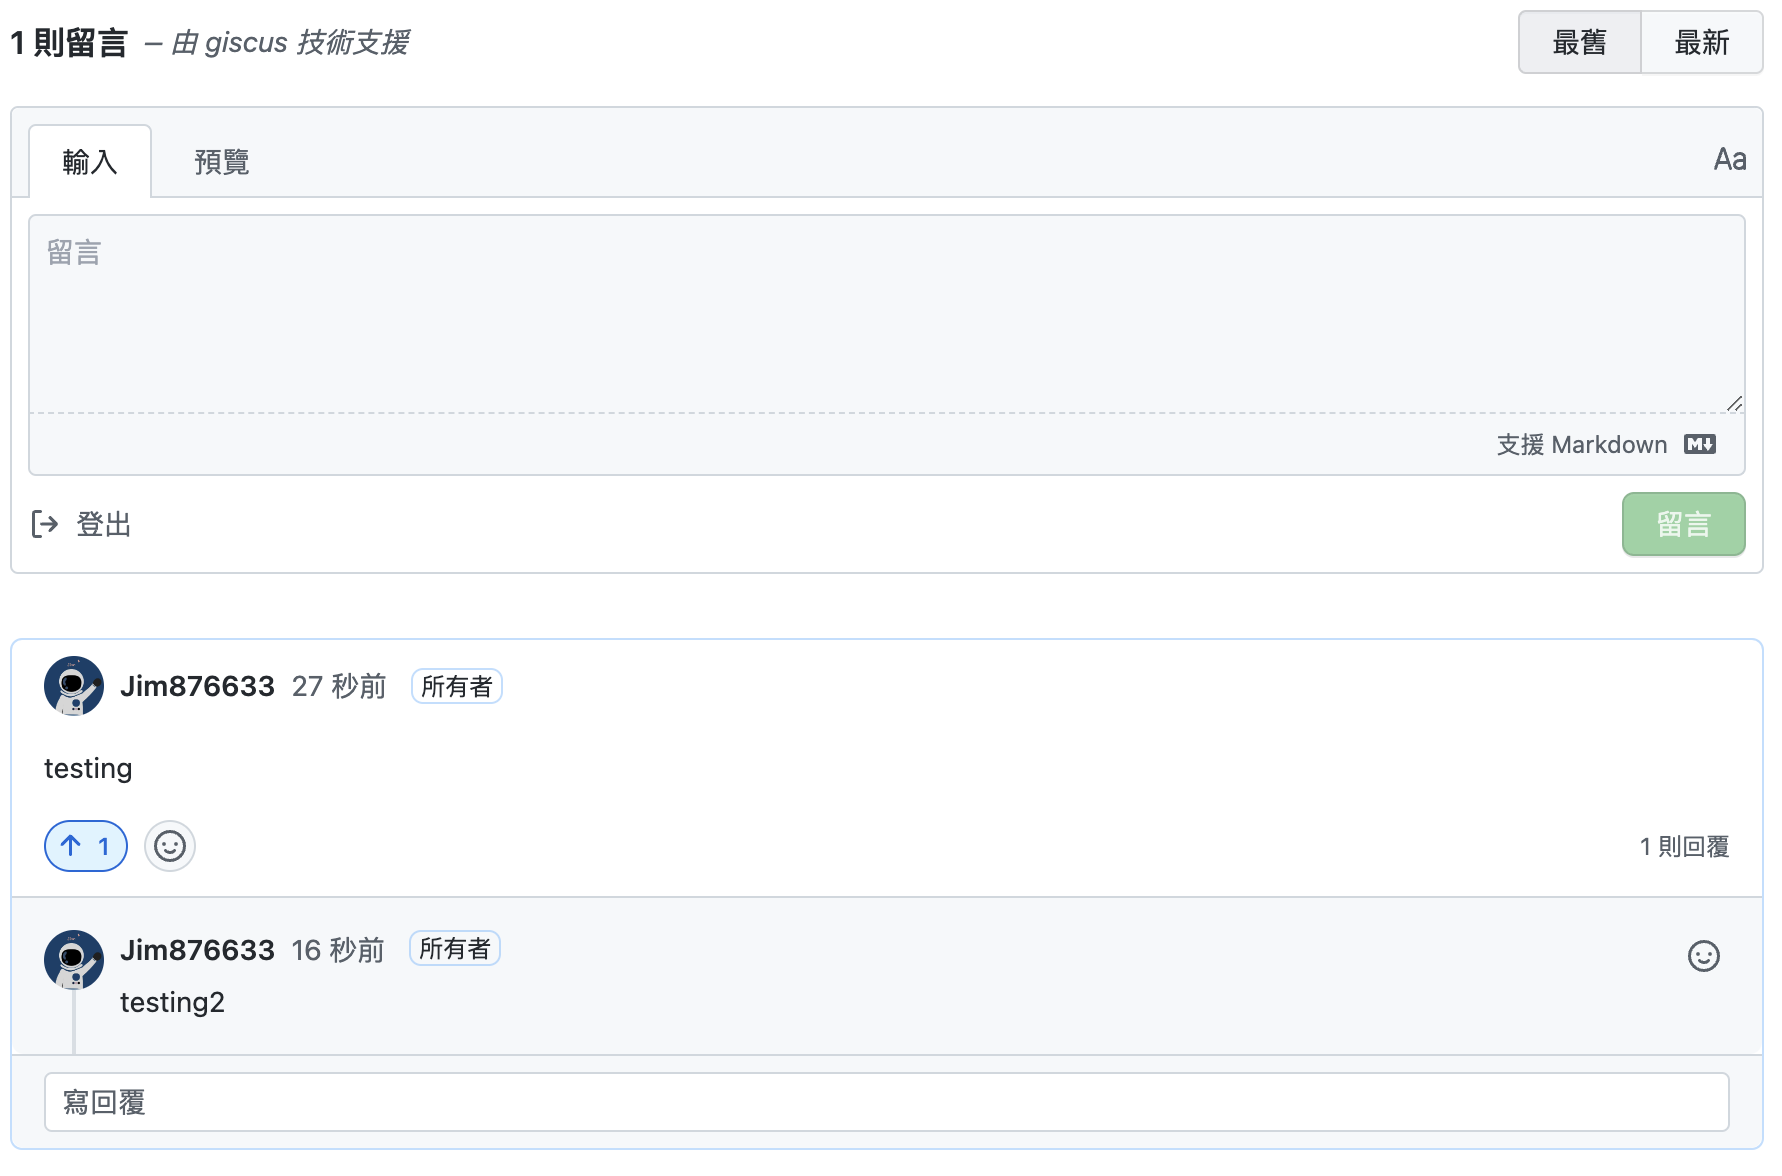 1 則留言 – 由 giscus 技術支援
最舊 最新
輸入 預覽 Aa
留言
支援 Markdown M↓
登出 留言
Jim876633 27 秒前 所有者
testing
↑ 1 1 則回覆
Jim876633 16 秒前 所有者
testing2
寫回覆